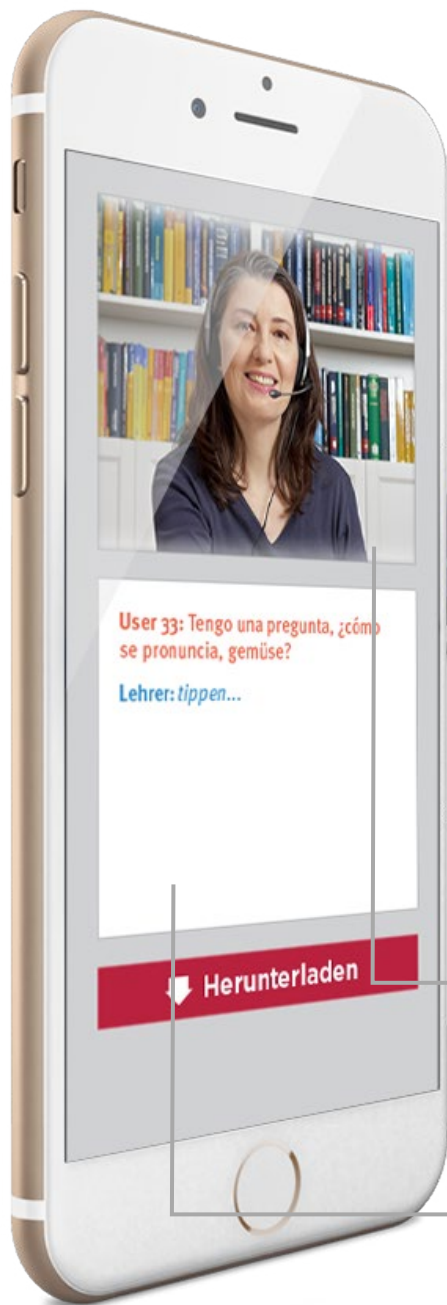 User 33: Tengo una pregunta, ¿cómo
se pronuncia, gemüse?
Lehrer: tippen...
Herunterladen